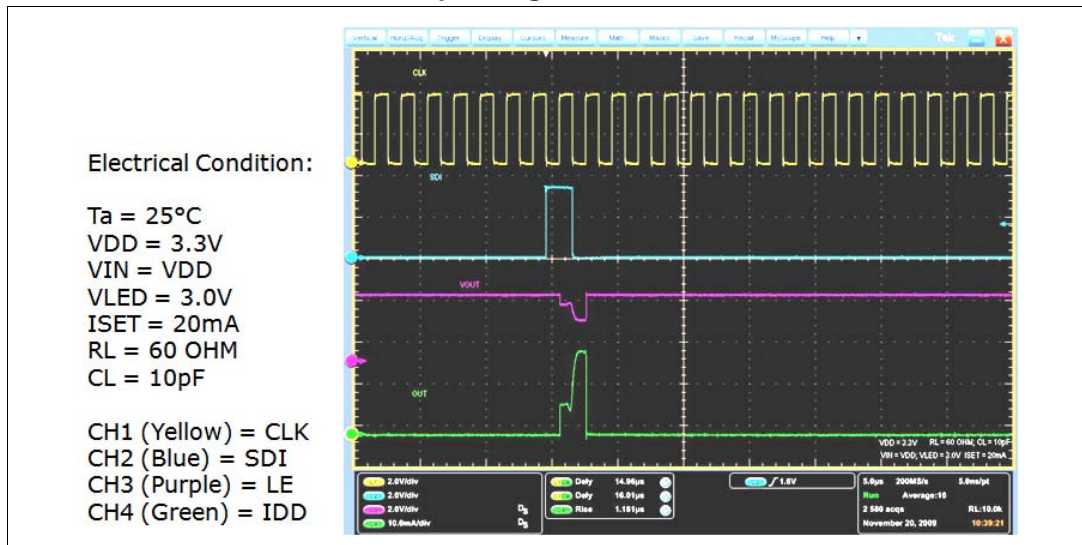 Vertical Horiz/Acq Trigger Display Cursors Measure Math Masks Save Recall MyScope Help Tek
CLK
SDI
VOUT
OUT
Electrical Condition:
Ta = 25°C
VDD = 3.3V
VIN = VDD
VLED = 3.0V
ISET = 20mA
RL = 60 OHM
CL = 10pF
CH1 (Yellow) = CLK
CH2 (Blue) = SDI
CH3 (Purple) = LE
CH4 (Green) = IDD
VDD = 3.3V RL = 60 OHM, CL = 10pF
VIN = VDD; VLED = 3.0V ISET = 20mA
2.0V/div
2.0V/div
2.0V/div
10.0mA/div
Dely 14.96µs
Dely 16.01µs
Rise 1.181µs
1.6V
5.0µs 200MS/s 5.0ns/pt
Run Average:16
2 580 acqs RL:10.0k
November 20, 2009 10:39:21